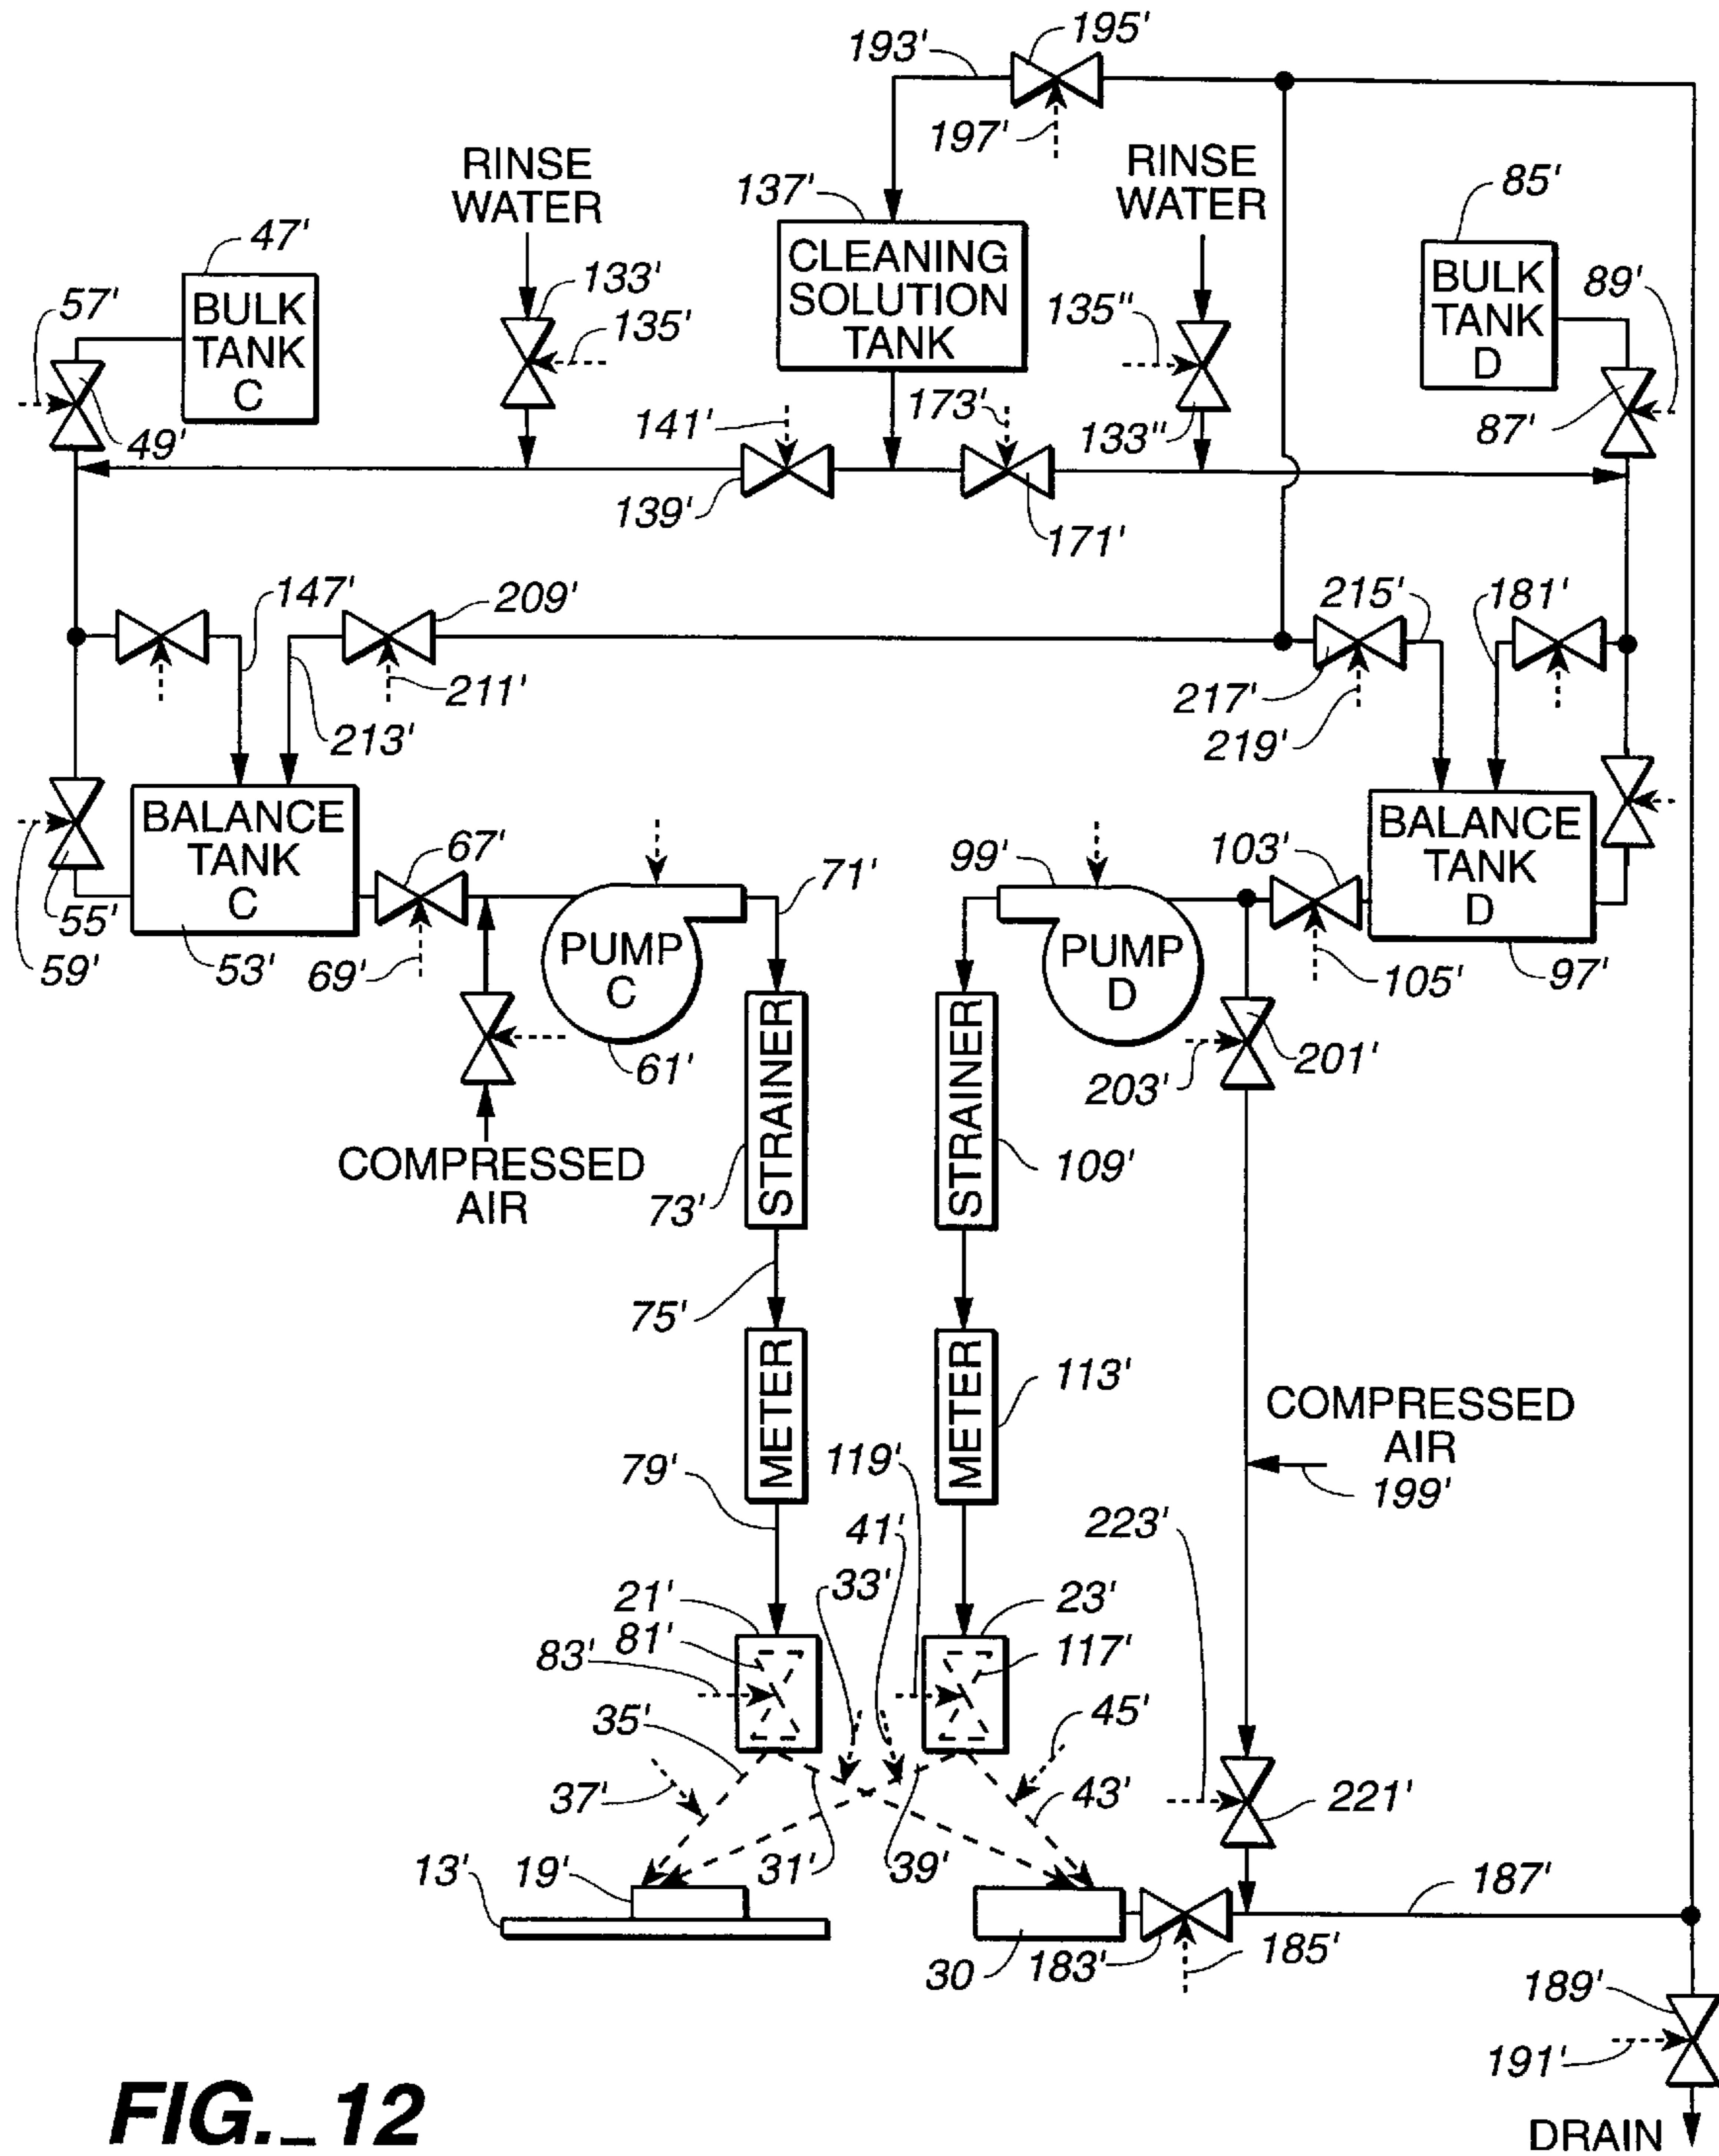 193'
195'
197'
RINSE
WATER
137'
RINSE
WATER
85'
47'
57'
BULK
TANK
C
133'
135'
CLEANING
SOLUTION
TANK
135"
BULK
TANK
D
89'
49'
141'
173'
133"
87'
139'
171'
147'
209'
215'
181'
211'
213'
217'
219'
BALANCE
TANK
C
67'
71'
99'
103'
BALANCE
TANK
D
55'
59'
53'
69'
PUMP
C
PUMP
D
105'
97'
61'
203'
201'
COMPRESSED
AIR
73'
STRAINER
STRAINER
109'
75'
METER
METER
113'
COMPRESSED
AIR
199'
79'
119'
41'
223'
21'
33'
23'
81'
83'
117'
35'
45'
37'
43'
221'
13'
19'
31'
39'
187'
30
183'
185'
189'
191'
DRAIN
FIG._12